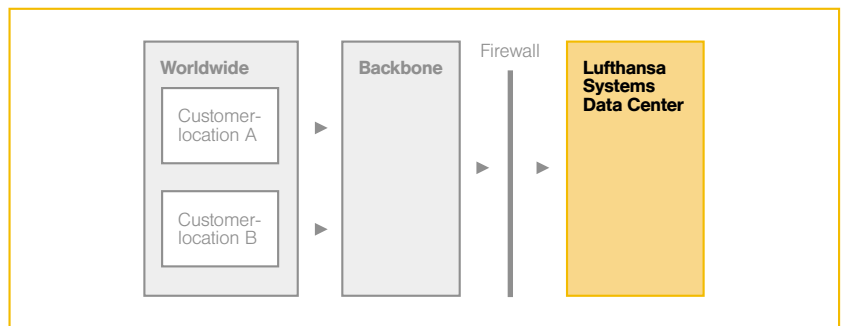 Worldwide
Customer-
location A
Customer-
location B
Backbone
Firewall
Lufthansa
Systems
Data Center